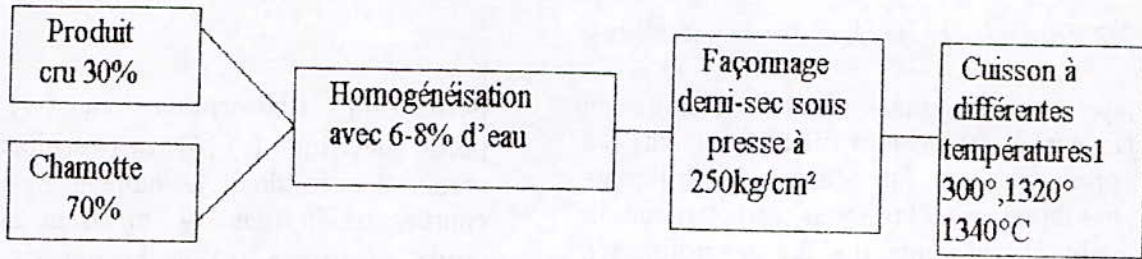 Produit
cru 30%
Chamotte
70%
Homogénéisation
avec 6-8% d'eau
Façonnage
demi-sec sous
presse à
250kg/cm²
Cuisson à
différentes
températures1
300°,1320°
1340°C